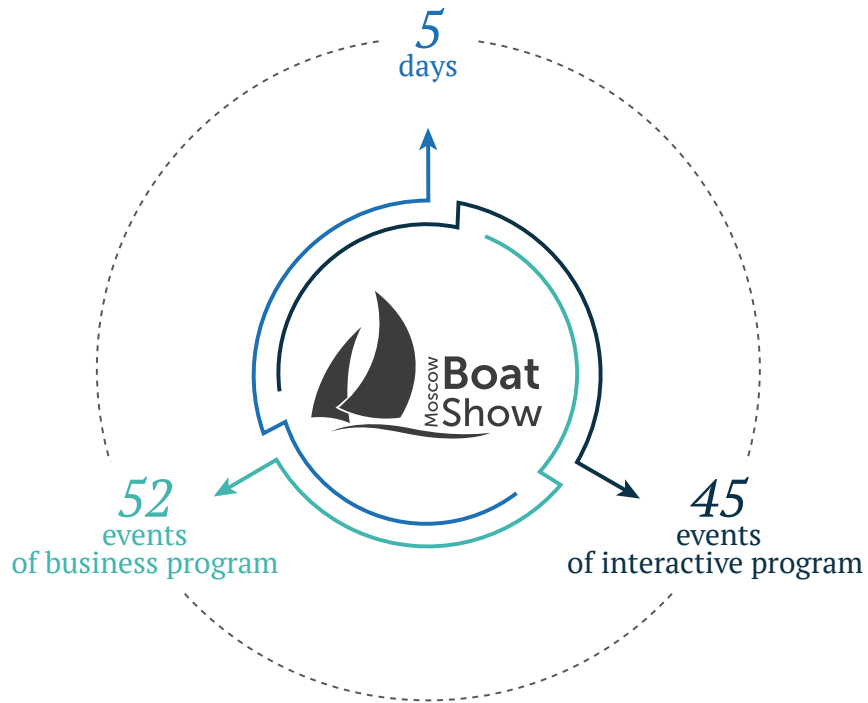 5
days
Moscow
Boat
Show
52
events
of business program
45
events
of interactive program